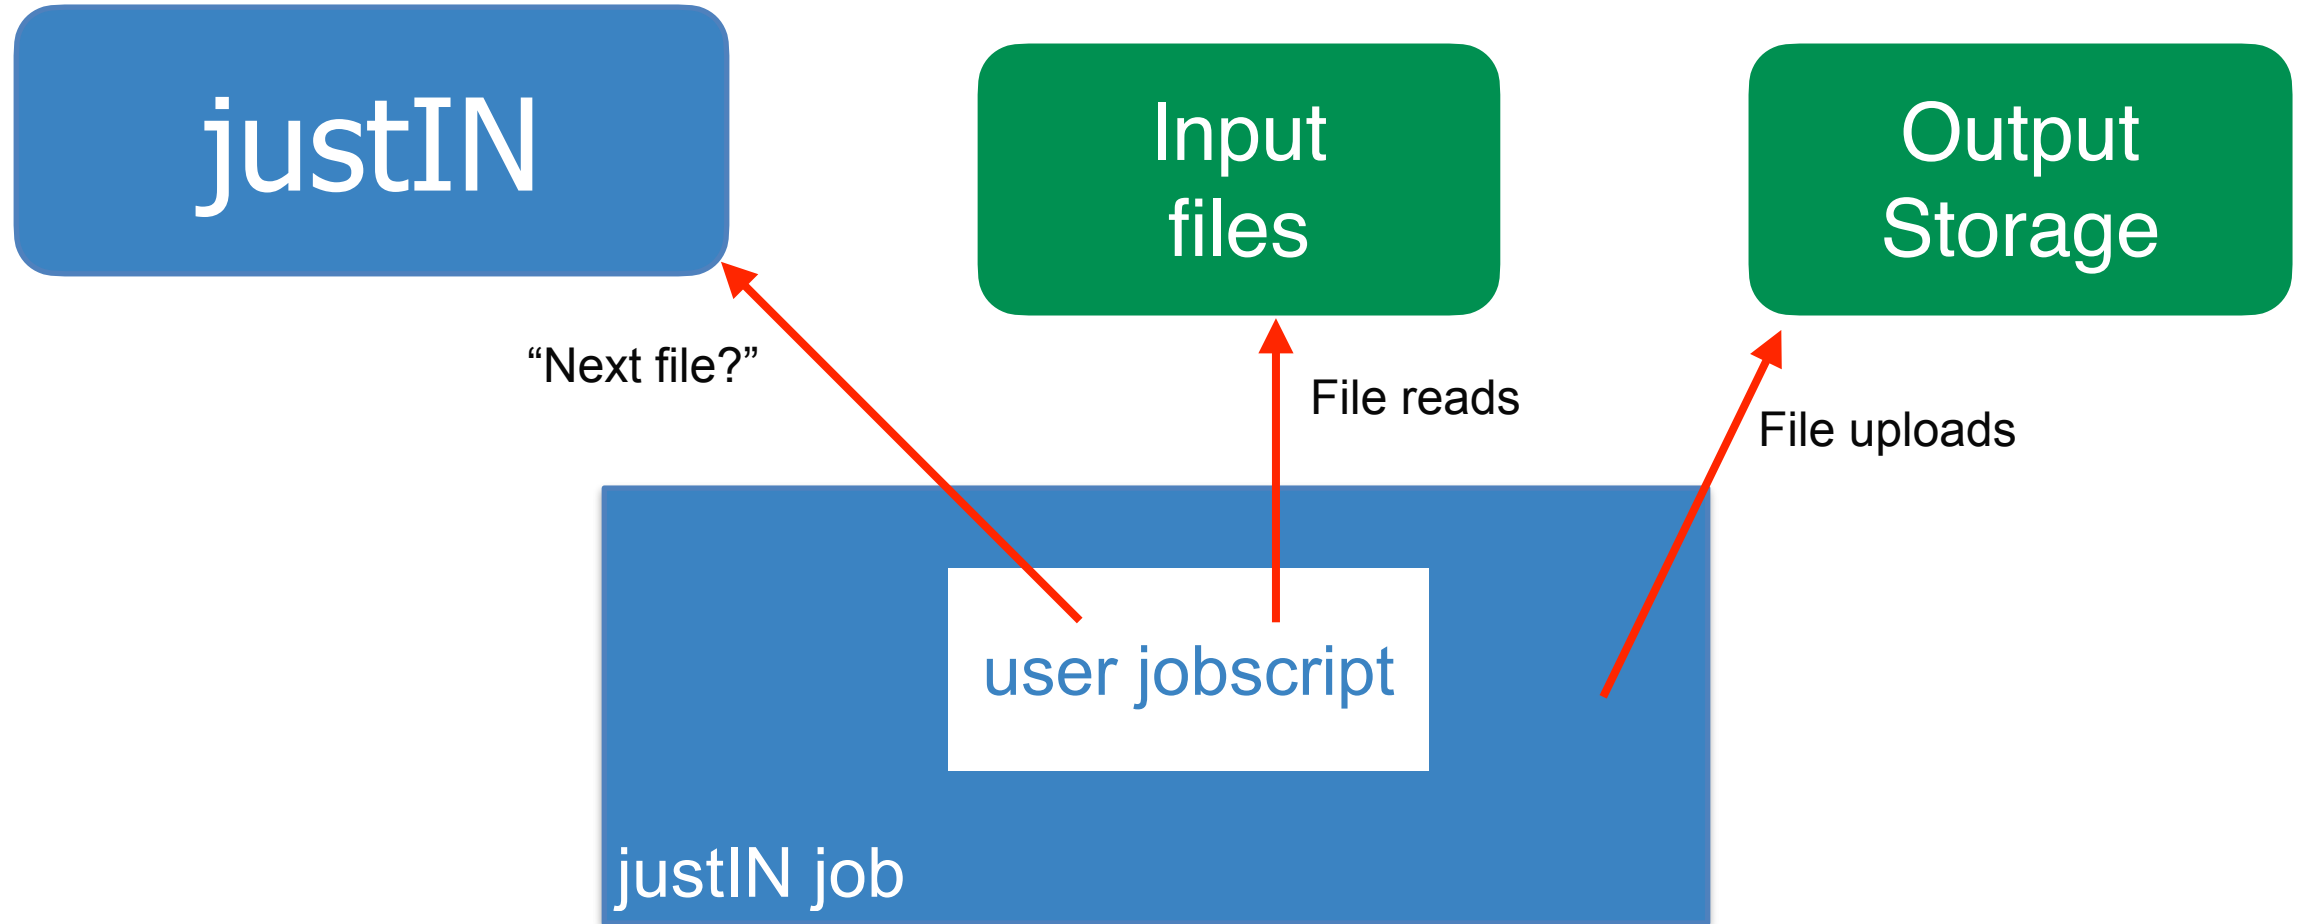 justIN
Input
files
Output
Storage
“Next file?”
File reads
File uploads
user jobscript
justIN job